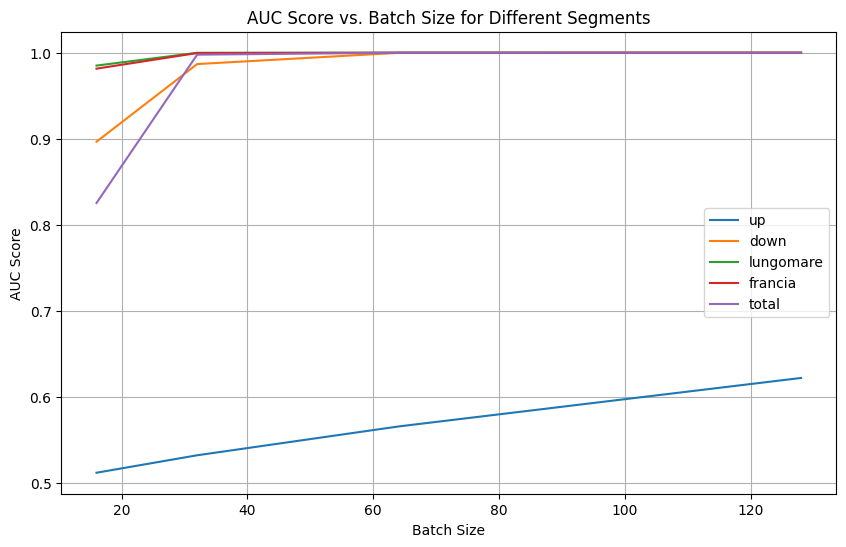 AUC Score vs. Batch Size for Different Segments
AUC Score
1.0
0.9
0.8
0.7
0.6
0.5
up
down
lungomare
francia
total
20
40
60
80
100
120
Batch Size